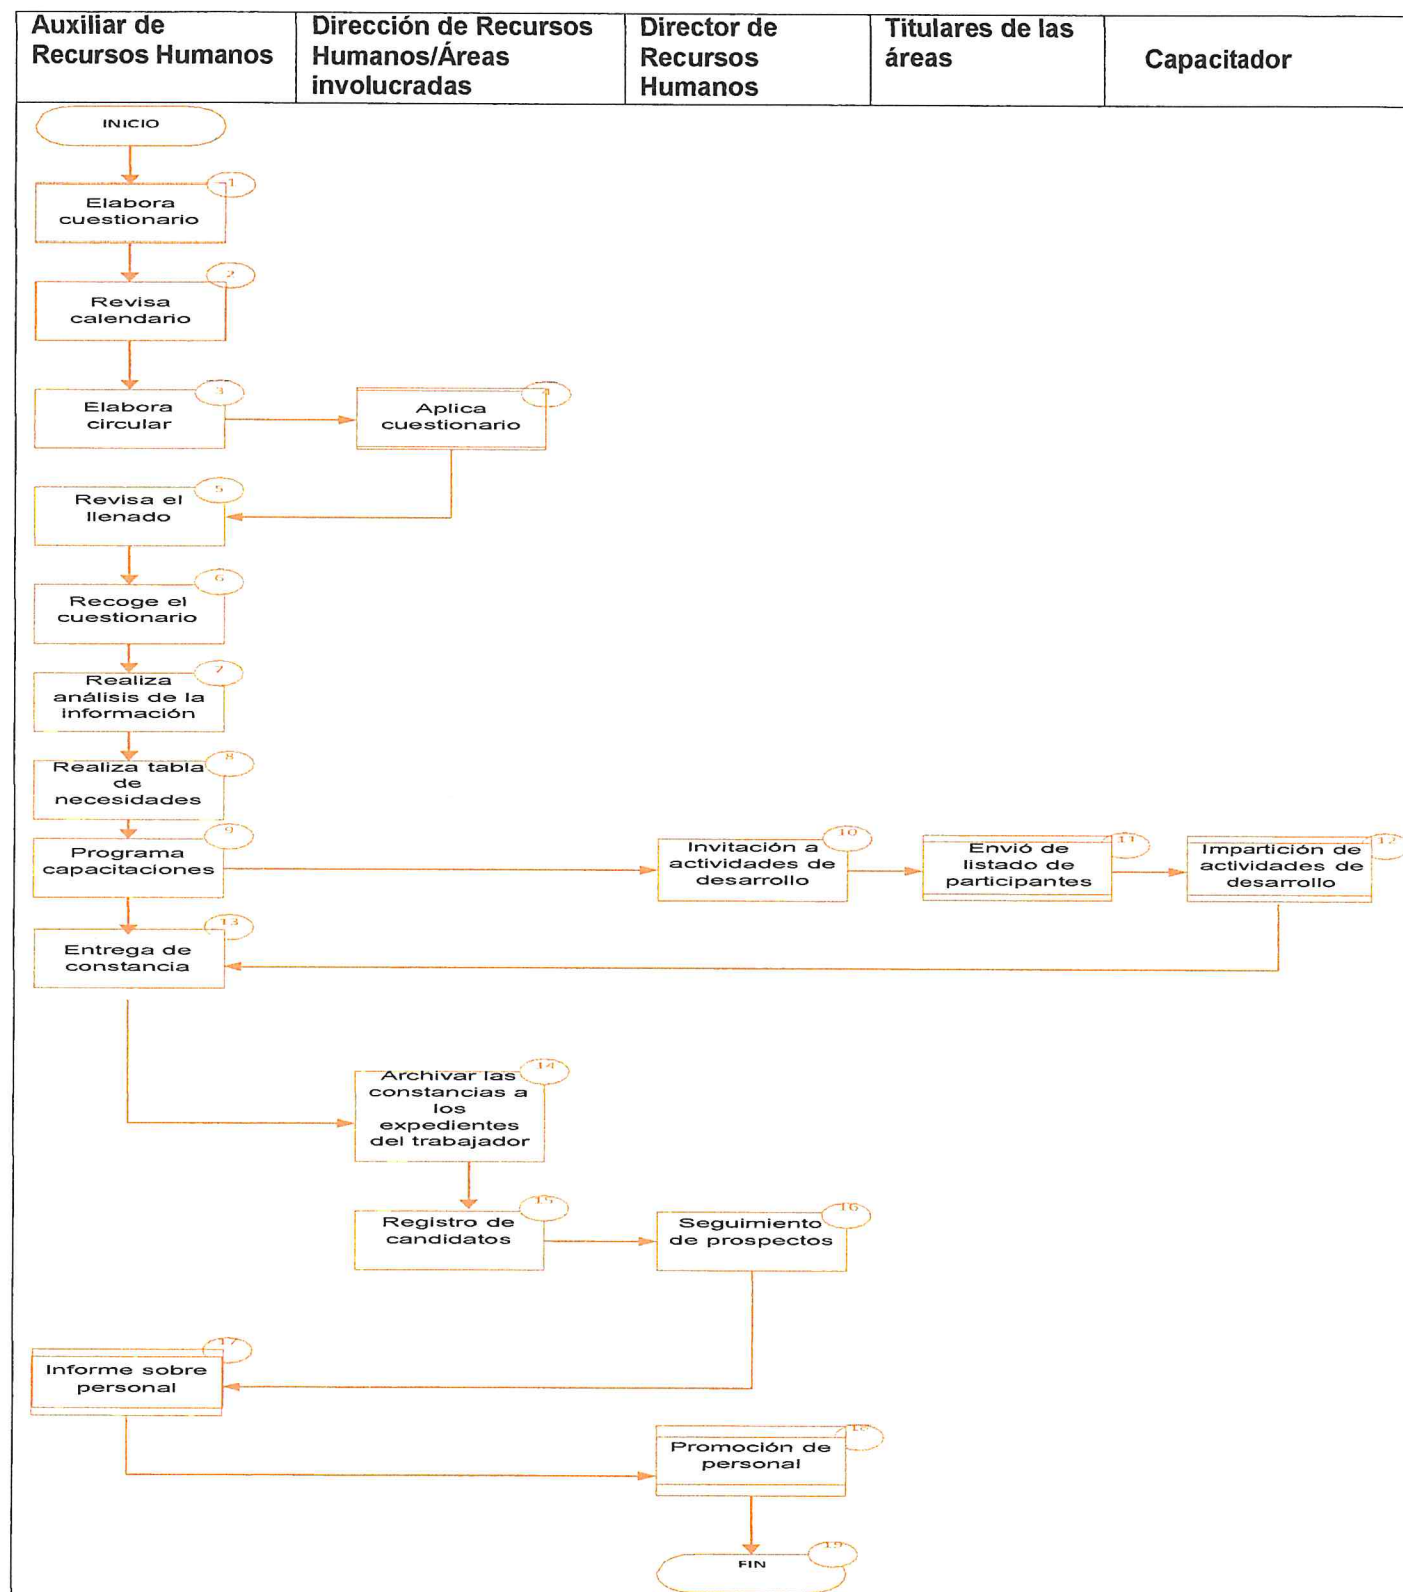 Auxiliar de
Recursos Humanos
Dirección de Recursos
Humanos/Áreas
involucradas
Director de
Recursos
Humanos
Titulares de las
áreas
Capacitador
INICIO
1
Elabora
cuestionario
2
Revisa
calendario
3
Elabora
circular
4
Aplica
cuestionario
5
Revisa el
llenado
6
Recoge el
cuestionario
7
Realiza
análisis de la
información
8
Realiza tabla
de
necesidades
9
Programa
capacitaciones
10
Invitación a
actividades de
desarrollo
11
Envió de
listado de
participantes
12
Impartición de
actividades de
desarrollo
13
Entrega de
constancia
14
Archivar las
constancias a
los
expedientes
del trabajador
15
Registro de
candidatos
16
Seguimiento
de prospectos
17
Informe sobre
personal
18
Promoción de
personal
19
FIN